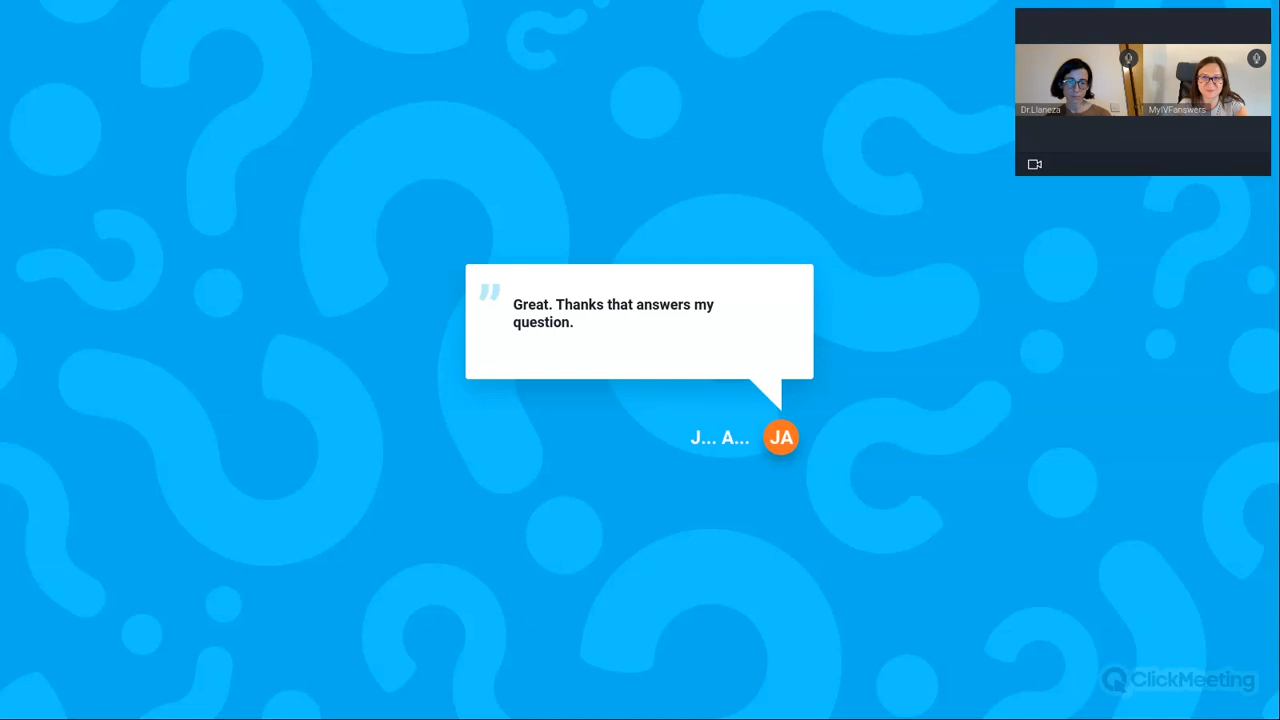 Dr.Llaneza
MyIVFanswers
”
Great. Thanks that answers my
question.
J... A...
JA
ClickMeeting